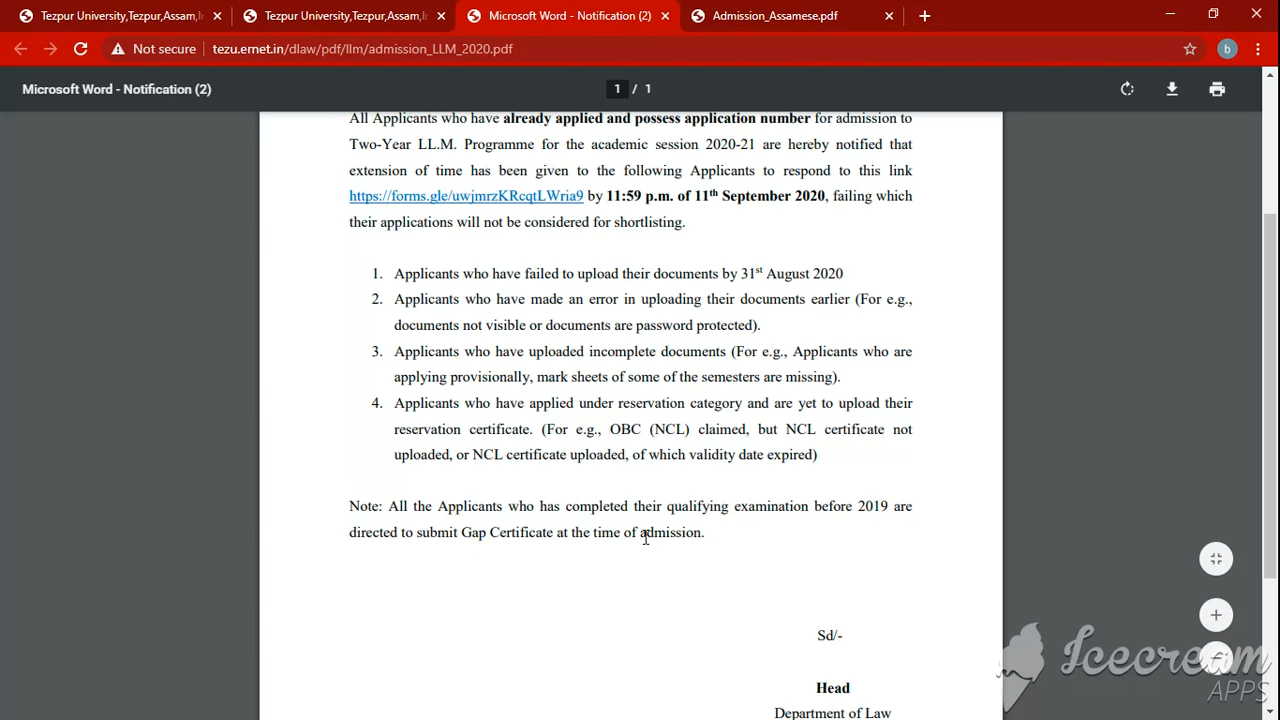 Tezpur University,Tezpur,Assam,I
Tezpur University,Tezpur,Assam,I
Microsoft Word - Notification (2)
Admission_Assamese.pdf
Not secure
tezu.ernet.in/dlaw/pdf/llm/admission_LLM_2020.pdf
b
Microsoft Word - Notification (2)
1 / 1
All Applicants who have already applied and possess application number for admission to
Two-Year LL.M. Programme for the academic session 2020-21 are hereby notified that
extension of time has been given to the following Applicants to respond to this link
https://forms.gle/uwjmrzKRcqtLWria9 by 11:59 p.m. of 11th September 2020, failing which
their applications will not be considered for shortlisting.
1. Applicants who have failed to upload their documents by 31st August 2020
2. Applicants who have made an error in uploading their documents earlier (For e.g.,
documents not visible or documents are password protected).
3. Applicants who have uploaded incomplete documents (For e.g., Applicants who are
applying provisionally, mark sheets of some of the semesters are missing).
4. Applicants who have applied under reservation category and are yet to upload their
reservation certificate. (For e.g., OBC (NCL) claimed, but NCL certificate not
uploaded, or NCL certificate uploaded, of which validity date expired)
Note: All the Applicants who has completed their qualifying examination before 2019 are
directed to submit Gap Certificate at the time of admission.
Sd/-
Head
Department of Law
Icecream
APPS